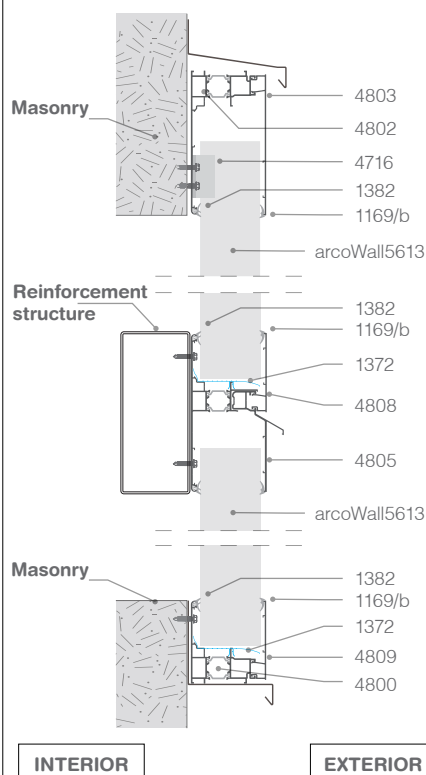 4803
Masonry
4802
4716
1382
1169/b
arcoWall5613
Reinforcement
structure
1382
1169/b
1372
4808
4805
arcoWall5613
Masonry
1382
1169/b
1372
4809
4800
INTERIOR
EXTERIOR